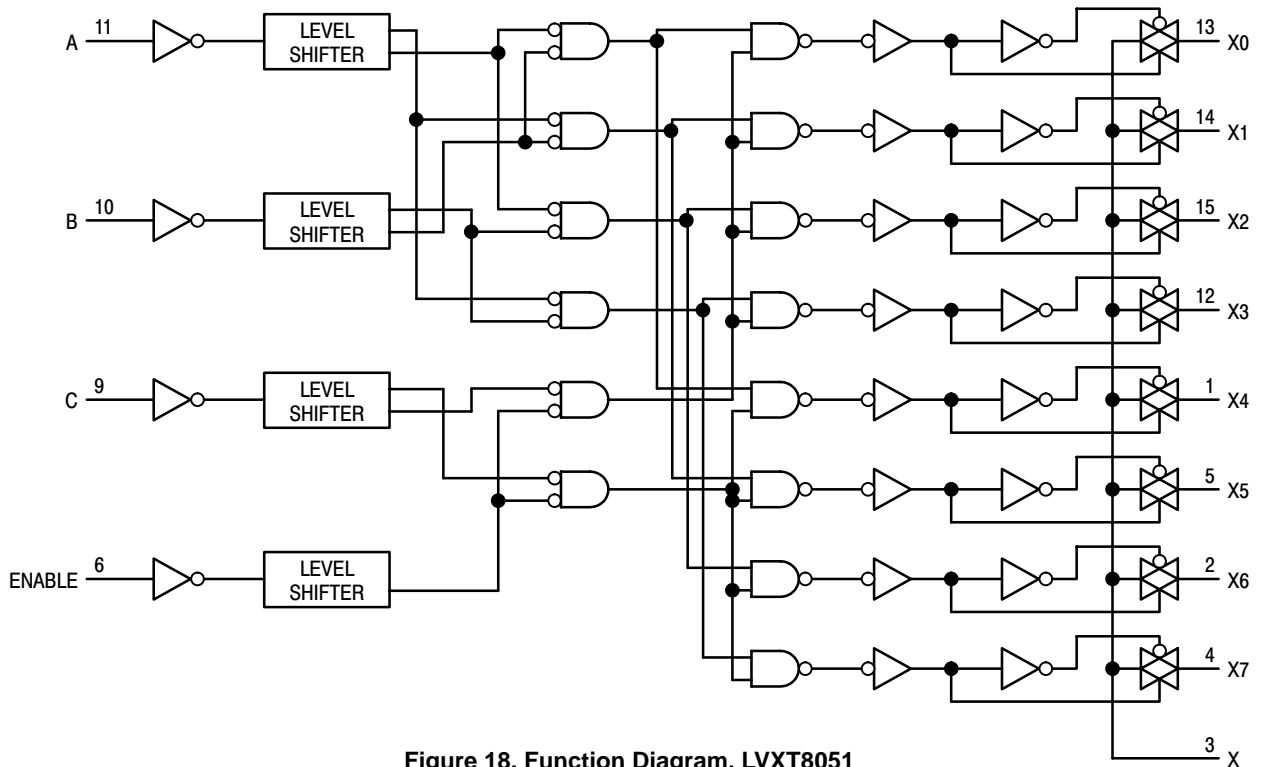 11
A
LEVEL
SHIFTER
13
X0
14
X1
10
B
LEVEL
SHIFTER
15
X2
12
X3
9
C
LEVEL
SHIFTER
1
X4
5
X5
6
ENABLE
LEVEL
SHIFTER
2
X6
4
X7
3
X
Figure 18. Function Diagram, LVXT8051